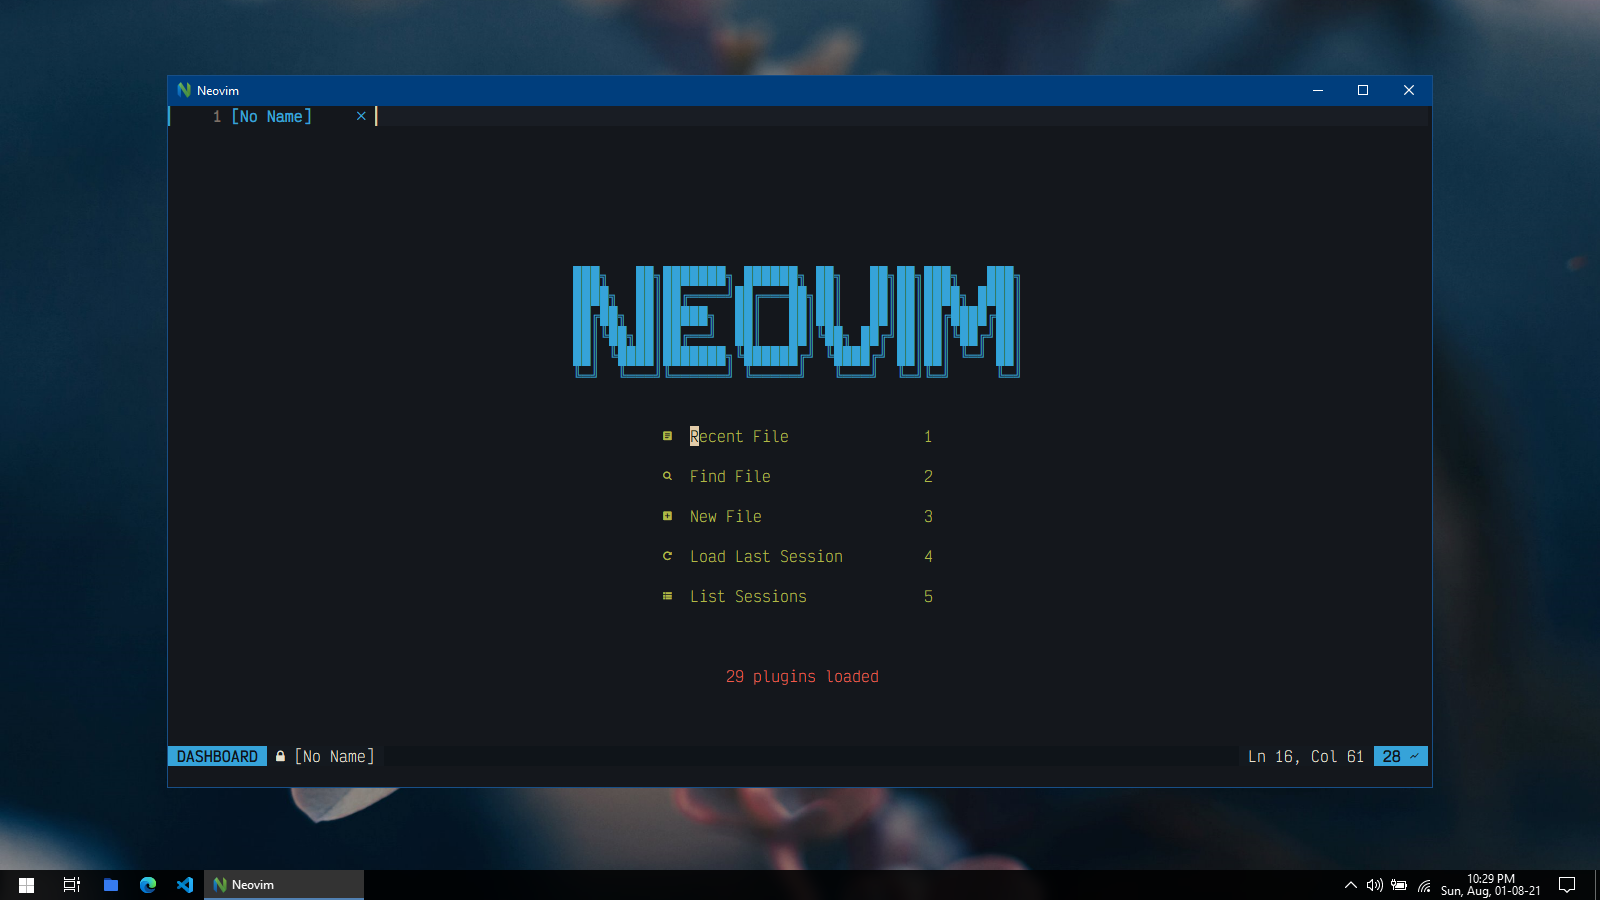 Neovim
1 [No Name] ×
NEOVIM
Recent File 1
Find File 2
New File 3
Load Last Session 4
List Sessions 5
29 plugins loaded
DASHBOARD [No Name] Ln 16, Col 61 28
Neovim
10:29 PM
Sun, Aug, 01-08-21